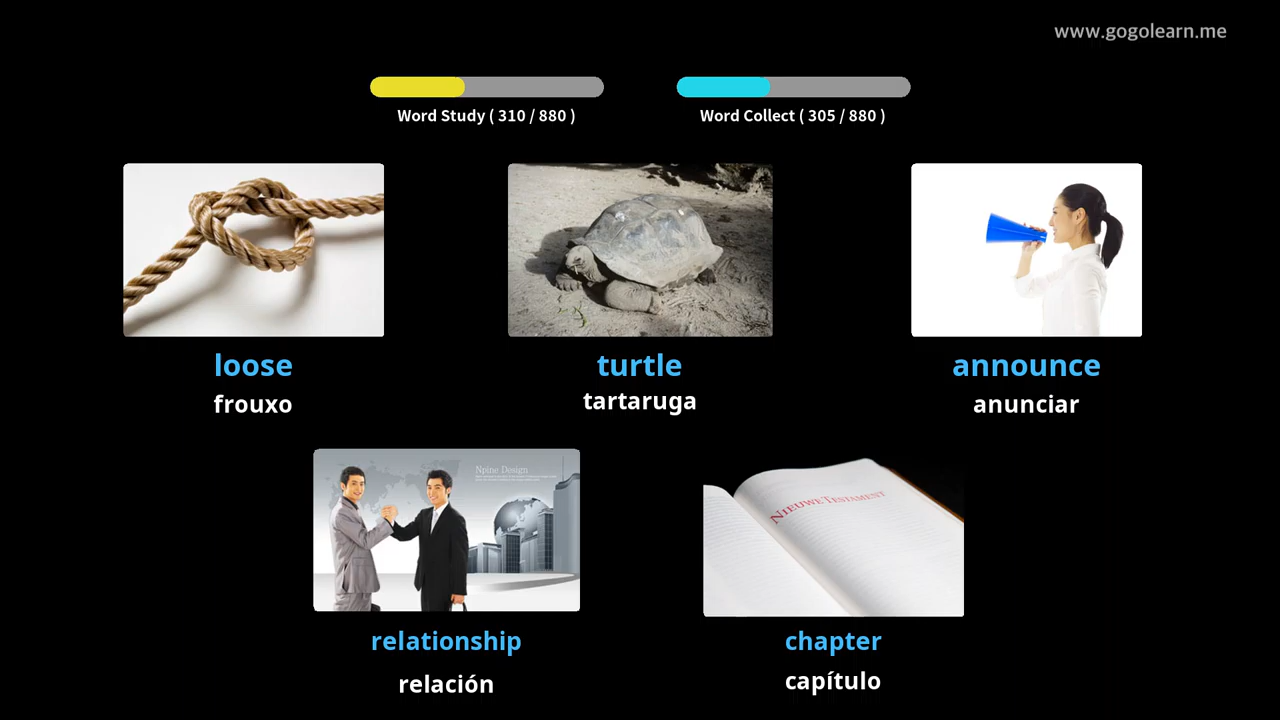 www.gogolearn.me
Word Study ( 310 / 880 )
Word Collect ( 305 / 880 )
loose
frouxo
turtle
tartaruga
announce
anunciar
Npine Design
NIEUWE TESTAMENT
relationship
relación
chapter
capítulo